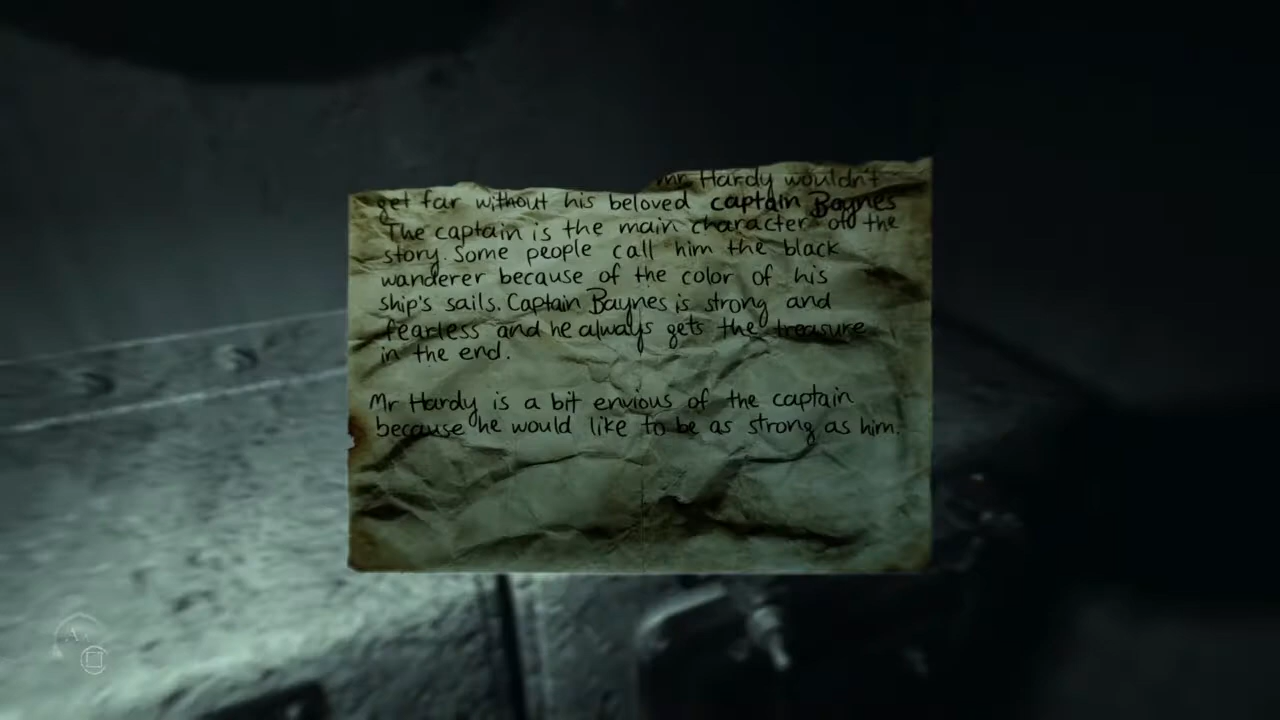 mr Hardy wouldn't
get far without his beloved captain Baynes
The captain is the main character of the
story. Some people call him the black
wanderer because of the color of his
ship's sails. Captain Baynes is strong and
fearless and he always gets the treasure
in the end.
Mr Hardy is a bit envious of the captain
because he would like to be as strong as him.